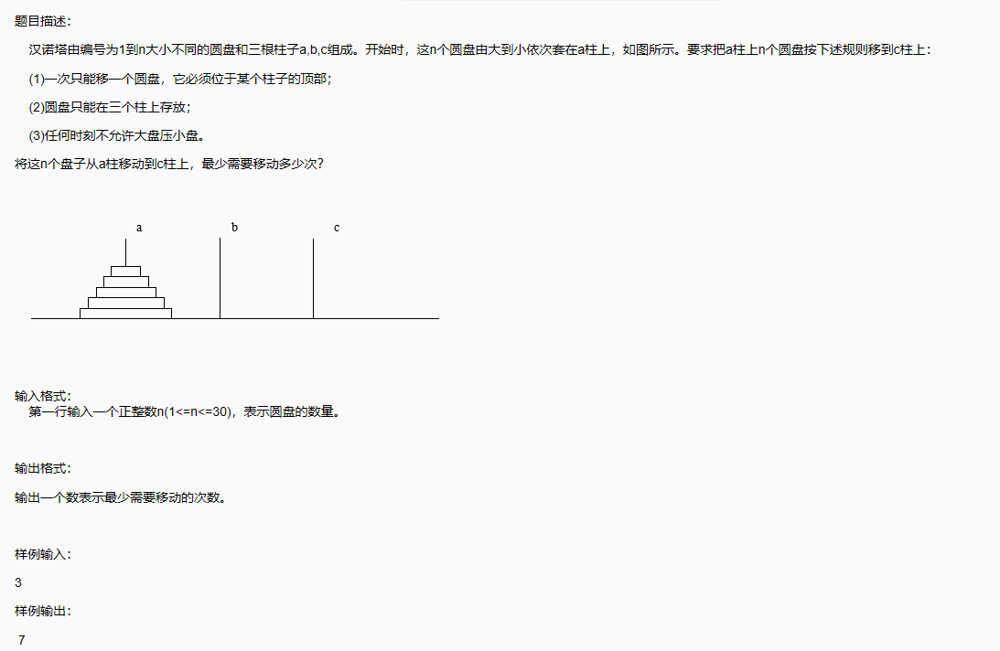 题目描述：
汉诺塔由编号为1到n大小不同的圆盘和三根柱子a,b,c组成。开始时，这n个圆盘由大到小依次套在a柱上，如图所示。要求把a柱上n个圆盘按下述规则移到c柱上：
(1)一次只能移一个圆盘，它必须位于某个柱子的顶部；
(2)圆盘只能在三个柱上存放；
(3)任何时刻不允许大盘压小盘。
将这n个盘子从a柱移动到c柱上，最少需要移动多少次？
a b c
输入格式：
第一行输入一个正整数n(1<=n<=30)，表示圆盘的数量。
输出格式：
输出一个数表示最少需要移动的次数。
样例输入：
3
样例输出：
7